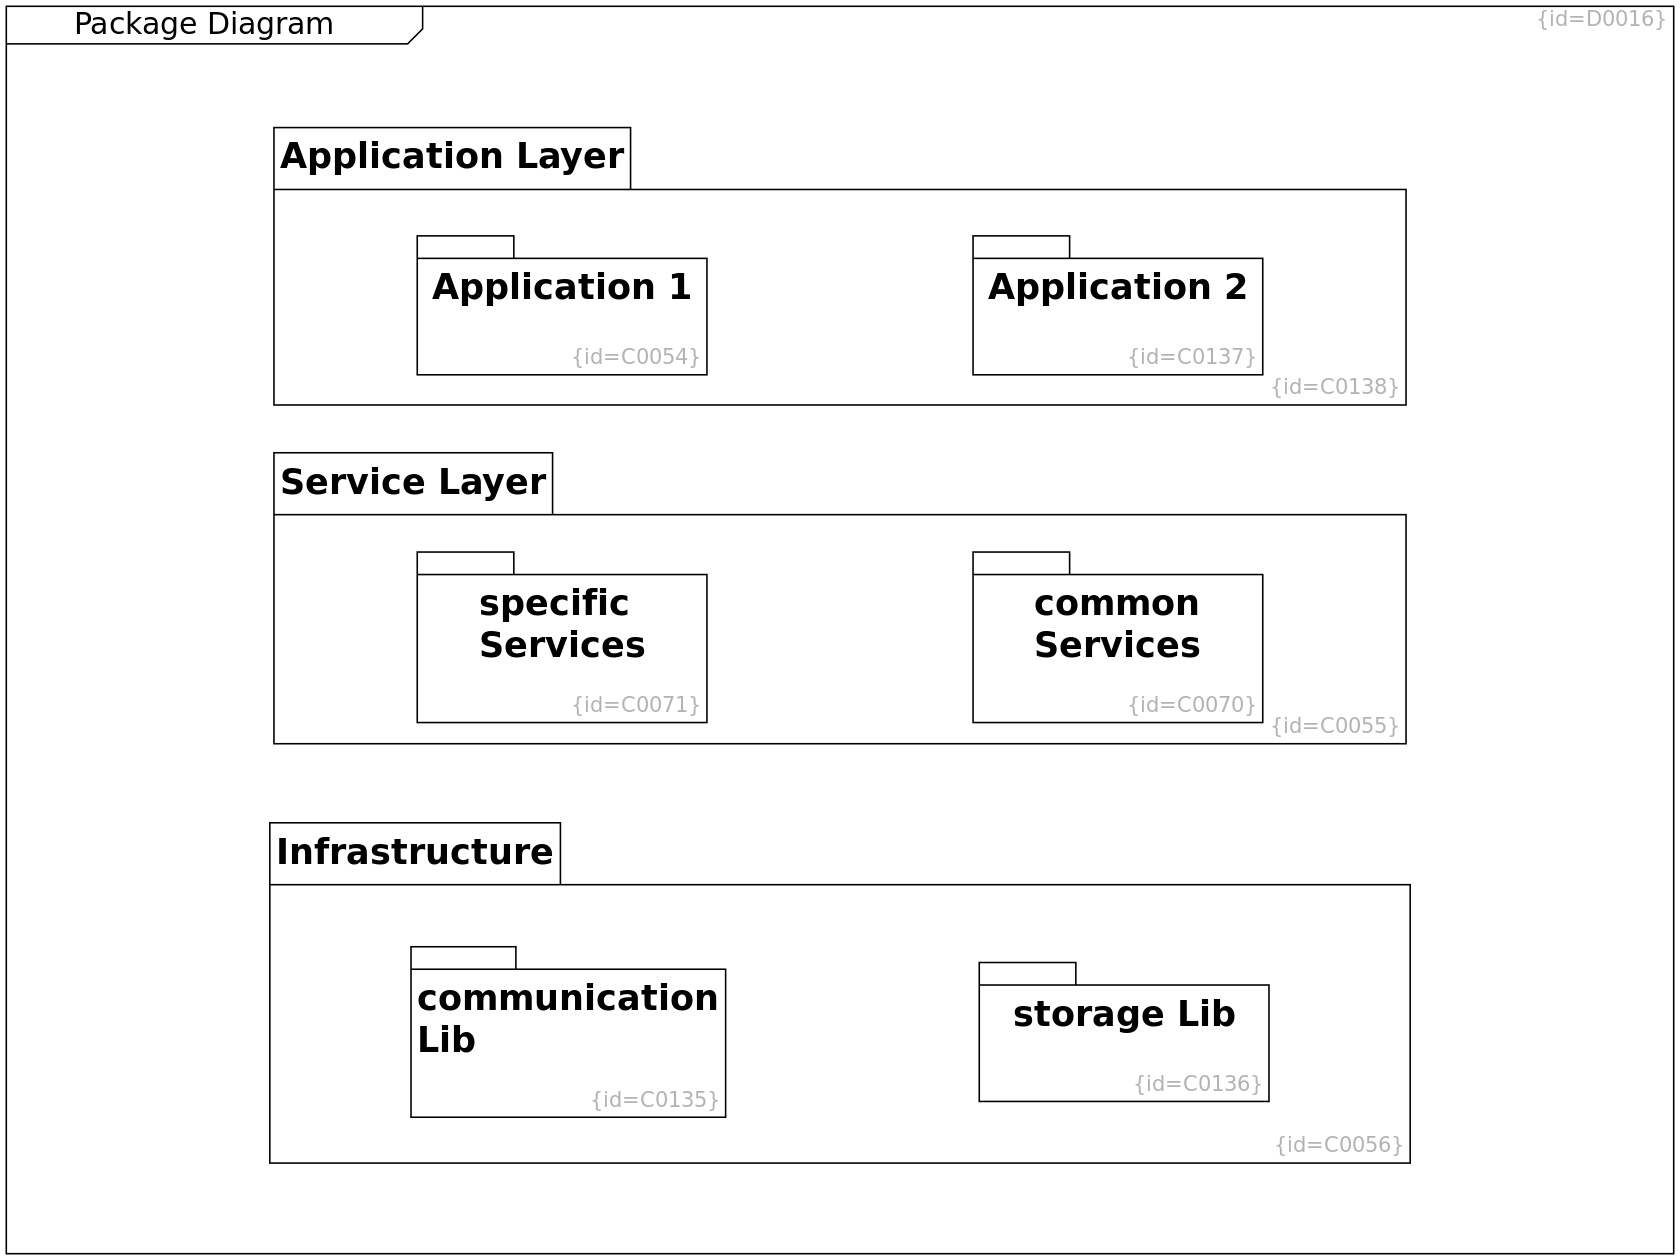 Package Diagram
{id=D0016}
Application Layer
Application 1
{id=C0054}
Application 2
{id=C0137}
{id=C0138}
Service Layer
specific
Services
{id=C0071}
common
Services
{id=C0070}
{id=C0055}
Infrastructure
communication
Lib
{id=C0135}
storage Lib
{id=C0136}
{id=C0056}